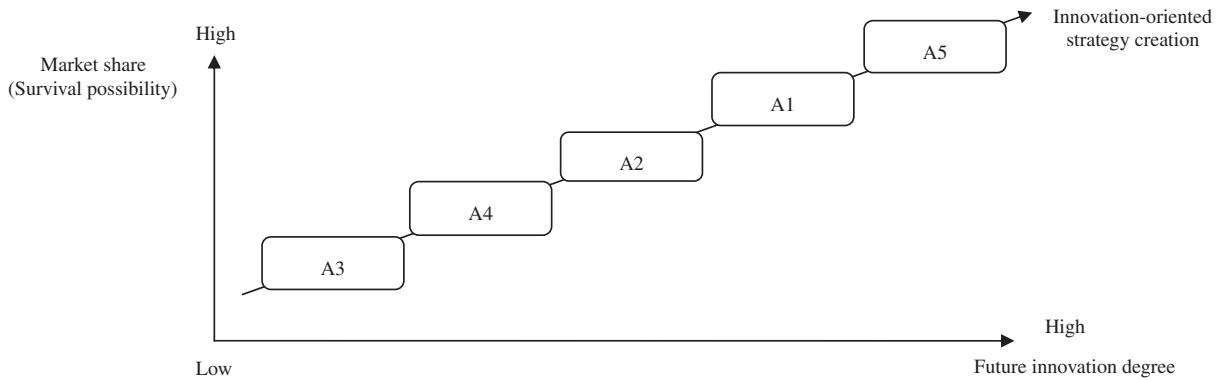 Innovation-oriented
strategy creation
High
Market share
(Survival possibility)
A5
A1
A2
A4
A3
High
Low
Future innovation degree